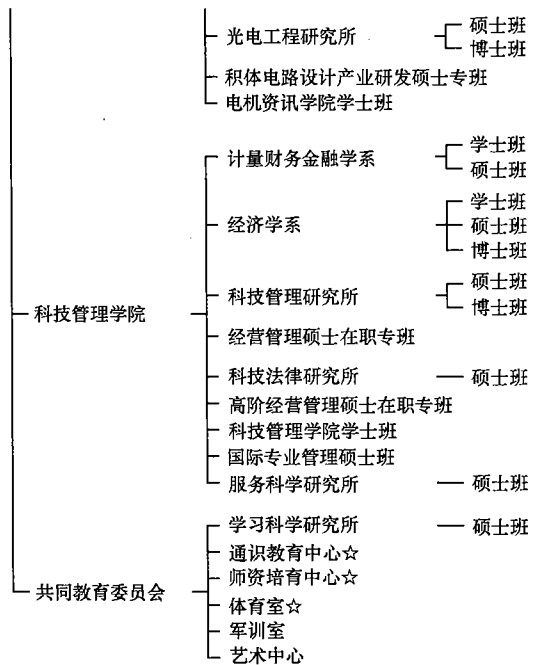 光电工程研究所
硕士班
博士班
积体电路设计产业研发硕士专班
电机资讯学院学士班
科技管理学院
计量财务金融学系
学士班
硕士班
经济学系
学士班
硕士班
博士班
科技管理研究所
硕士班
博士班
经营管理硕士在职专班
科技法律研究所
硕士班
高阶经营管理硕士在职专班
科技管理学院学士班
国际专业管理硕士班
服务科学研究所
硕士班
共同教育委员会
学习科学研究所
硕士班
通识教育中心☆
师资培育中心☆
体育室☆
军训室
艺术中心